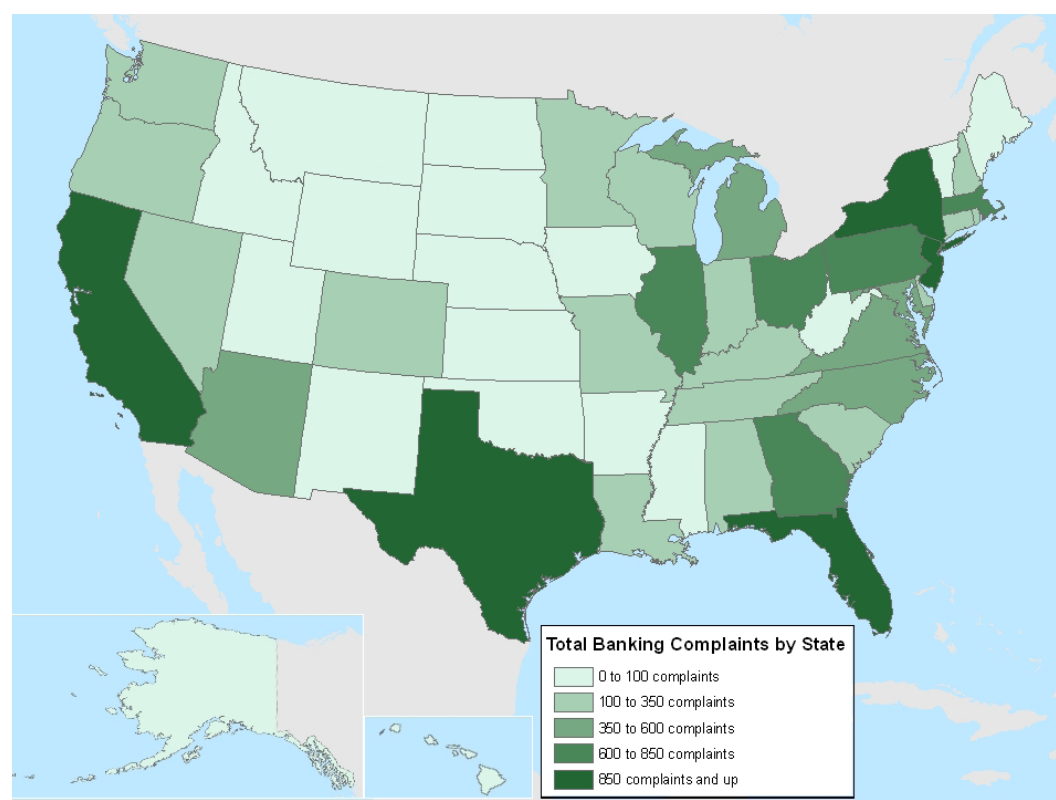 Total Banking Complaints by State
0 to 100 complaints
100 to 350 complaints
350 to 600 complaints
600 to 850 complaints
850 complaints and up